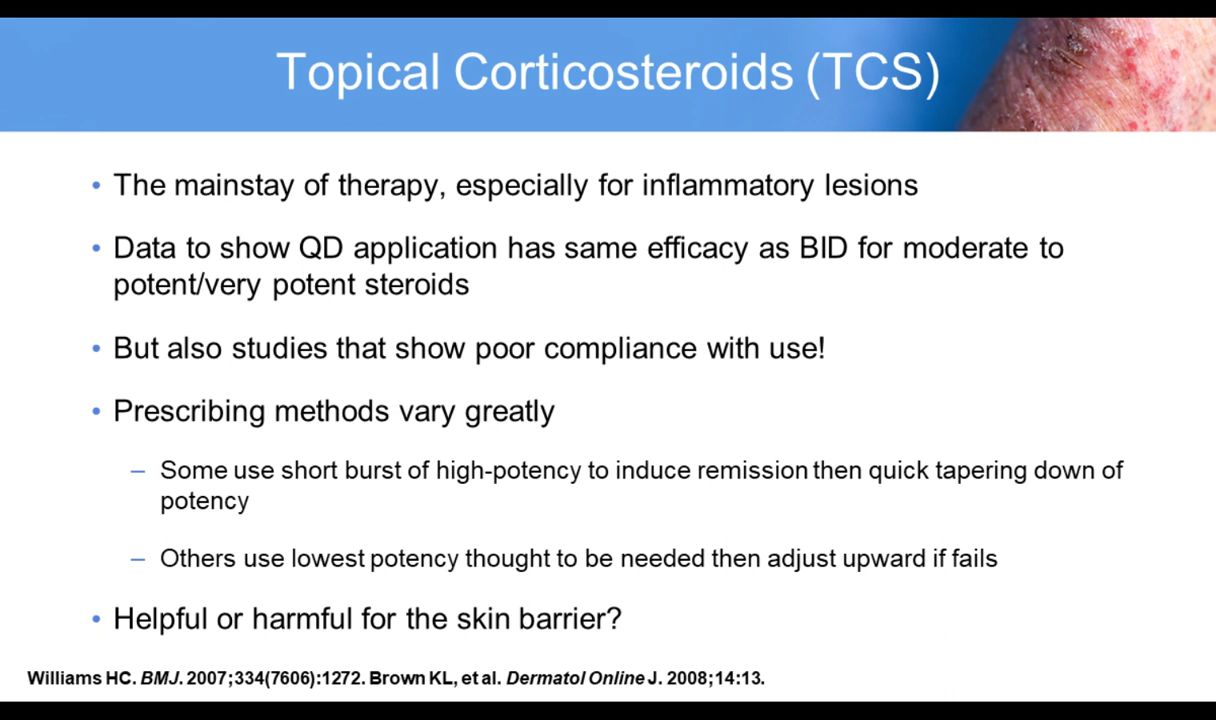 Topical Corticosteroids (TCS)
• The mainstay of therapy, especially for inflammatory lesions
• Data to show QD application has same efficacy as BID for moderate to
potent/very potent steroids
• But also studies that show poor compliance with use!
• Prescribing methods vary greatly
– Some use short burst of high-potency to induce remission then quick tapering down of
potency
– Others use lowest potency thought to be needed then adjust upward if fails
• Helpful or harmful for the skin barrier?
Williams HC. BMJ. 2007;334(7606):1272. Brown KL, et al. Dermatol Online J. 2008;14:13.